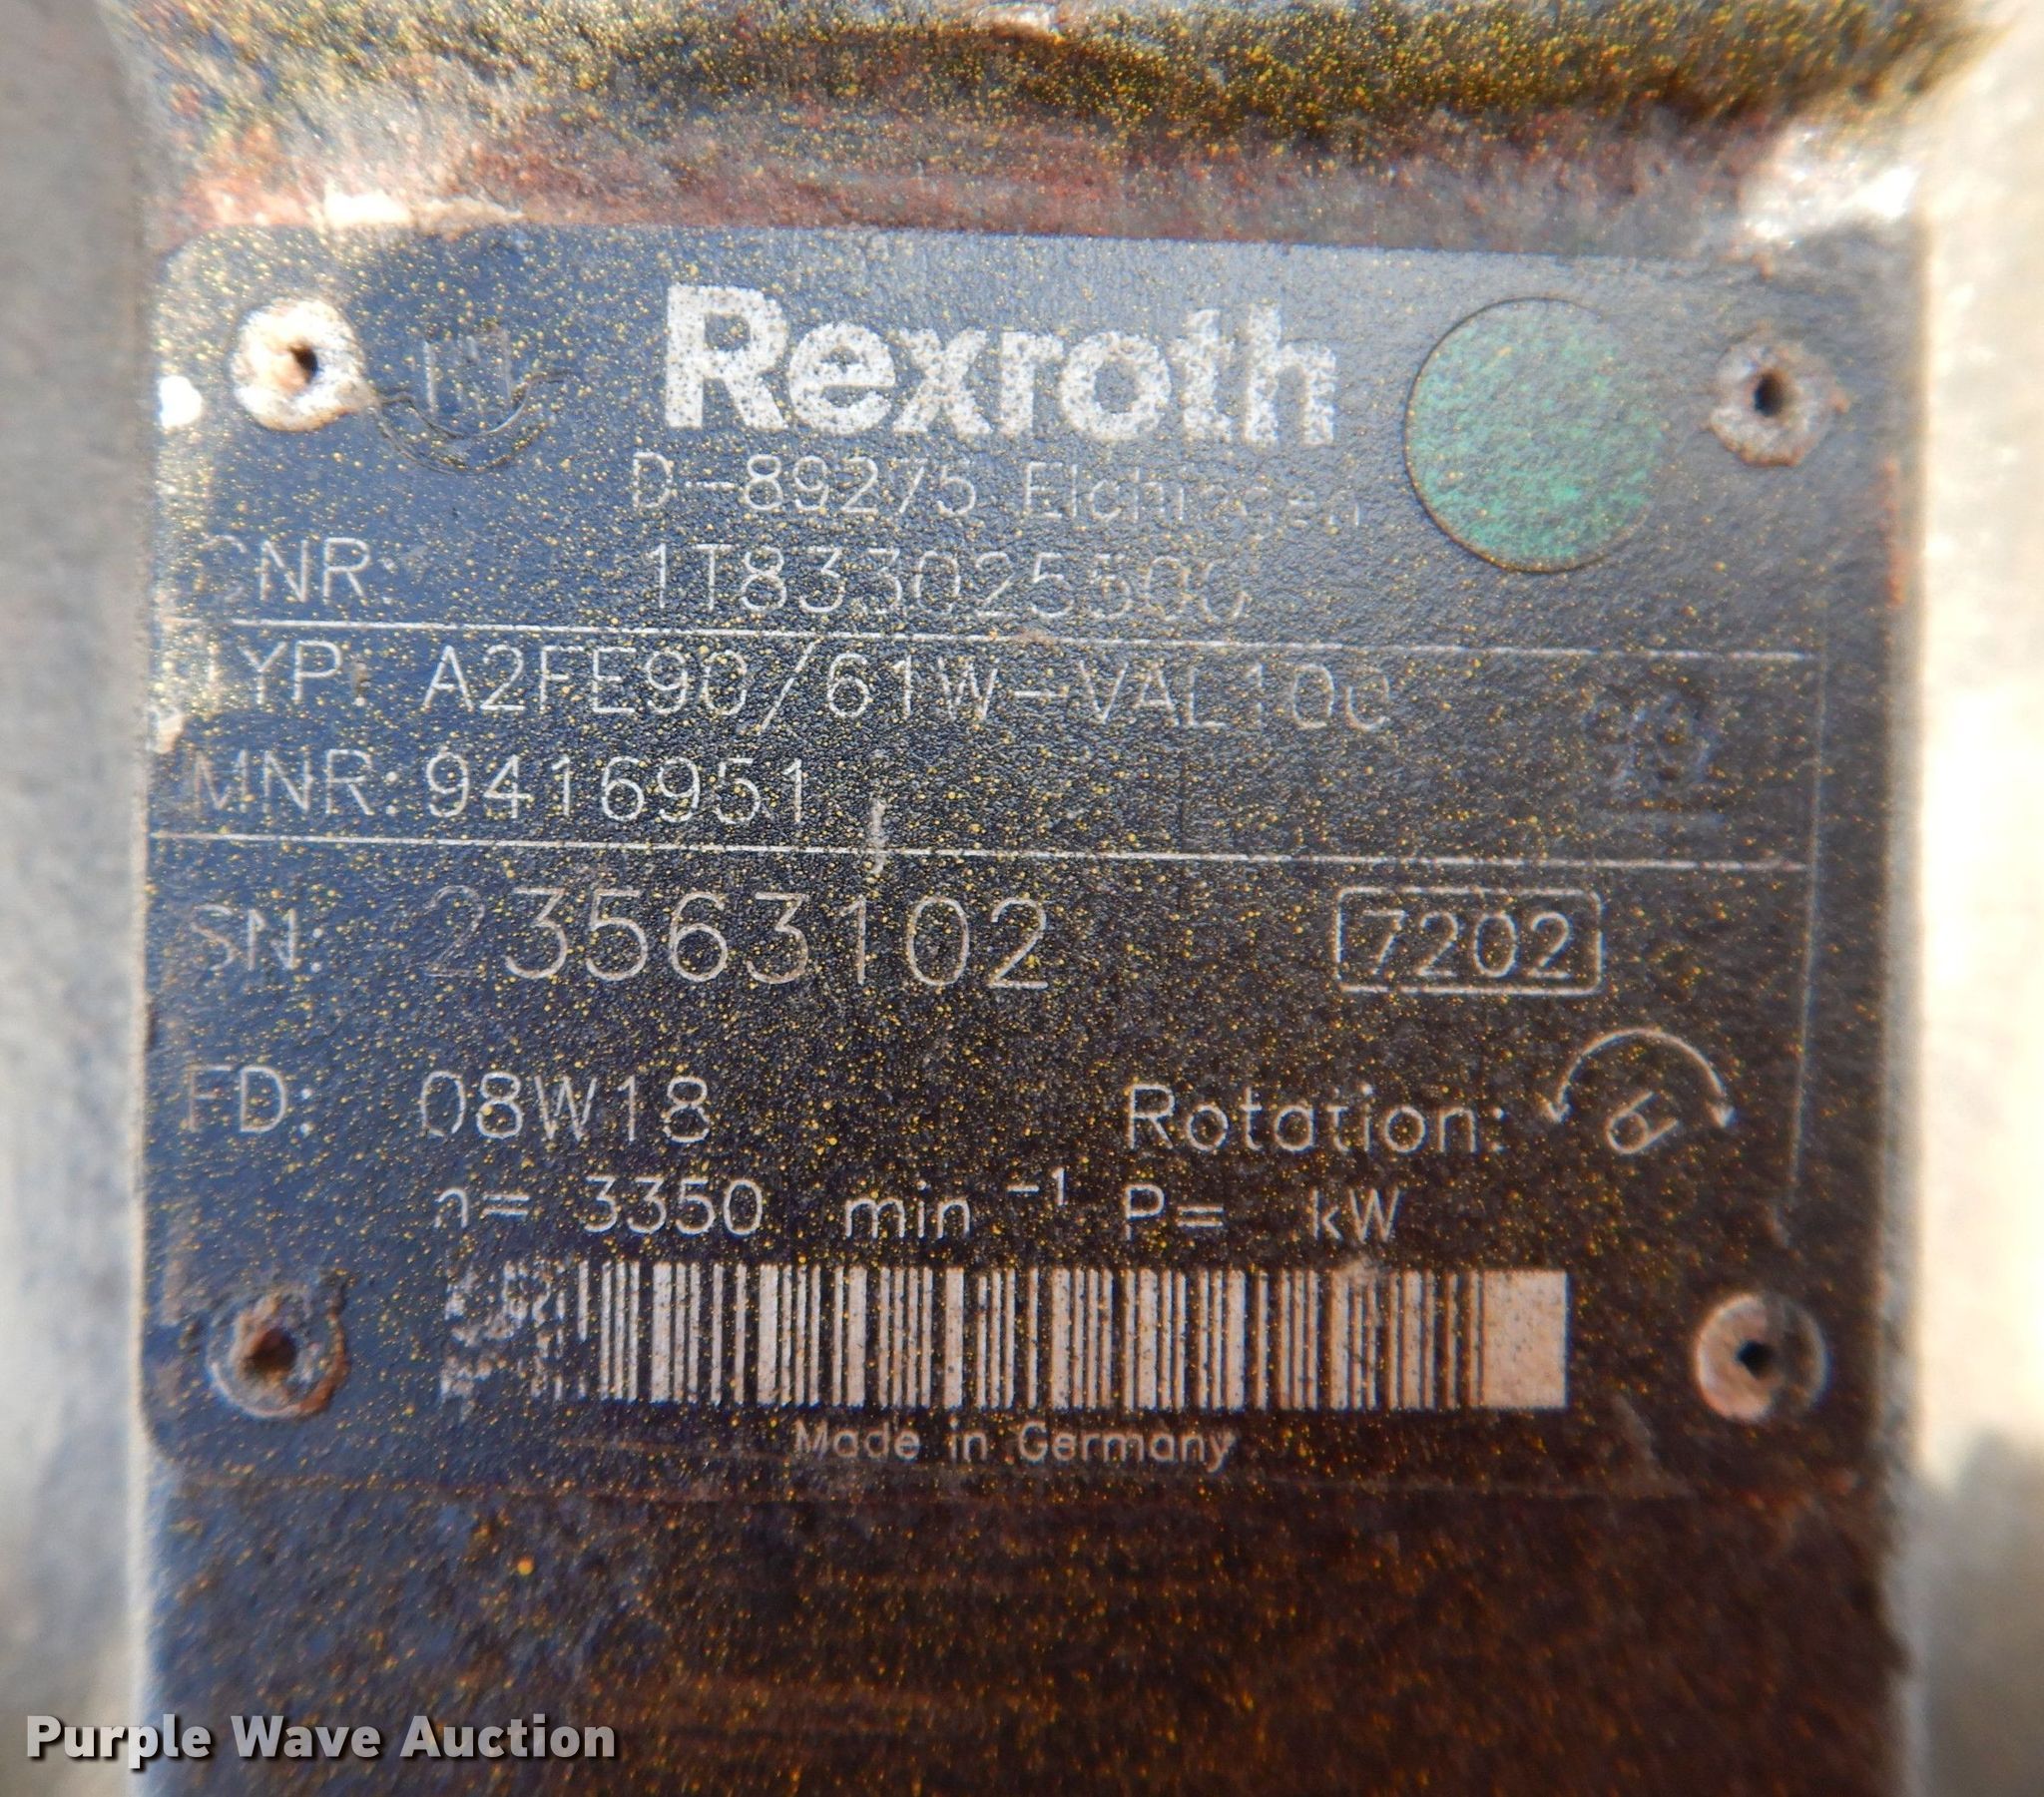 Rexroth
D-89275 Elchingen
CNR: 1T83302550C
TYP: A2FE90/61W-VAL100
MNR: 9416951
SN: 23563102 7202
FD: 08W18 Rotation:
n= 3350 min⁻¹ P= kW
Made in Germany
Purple Wave Auction